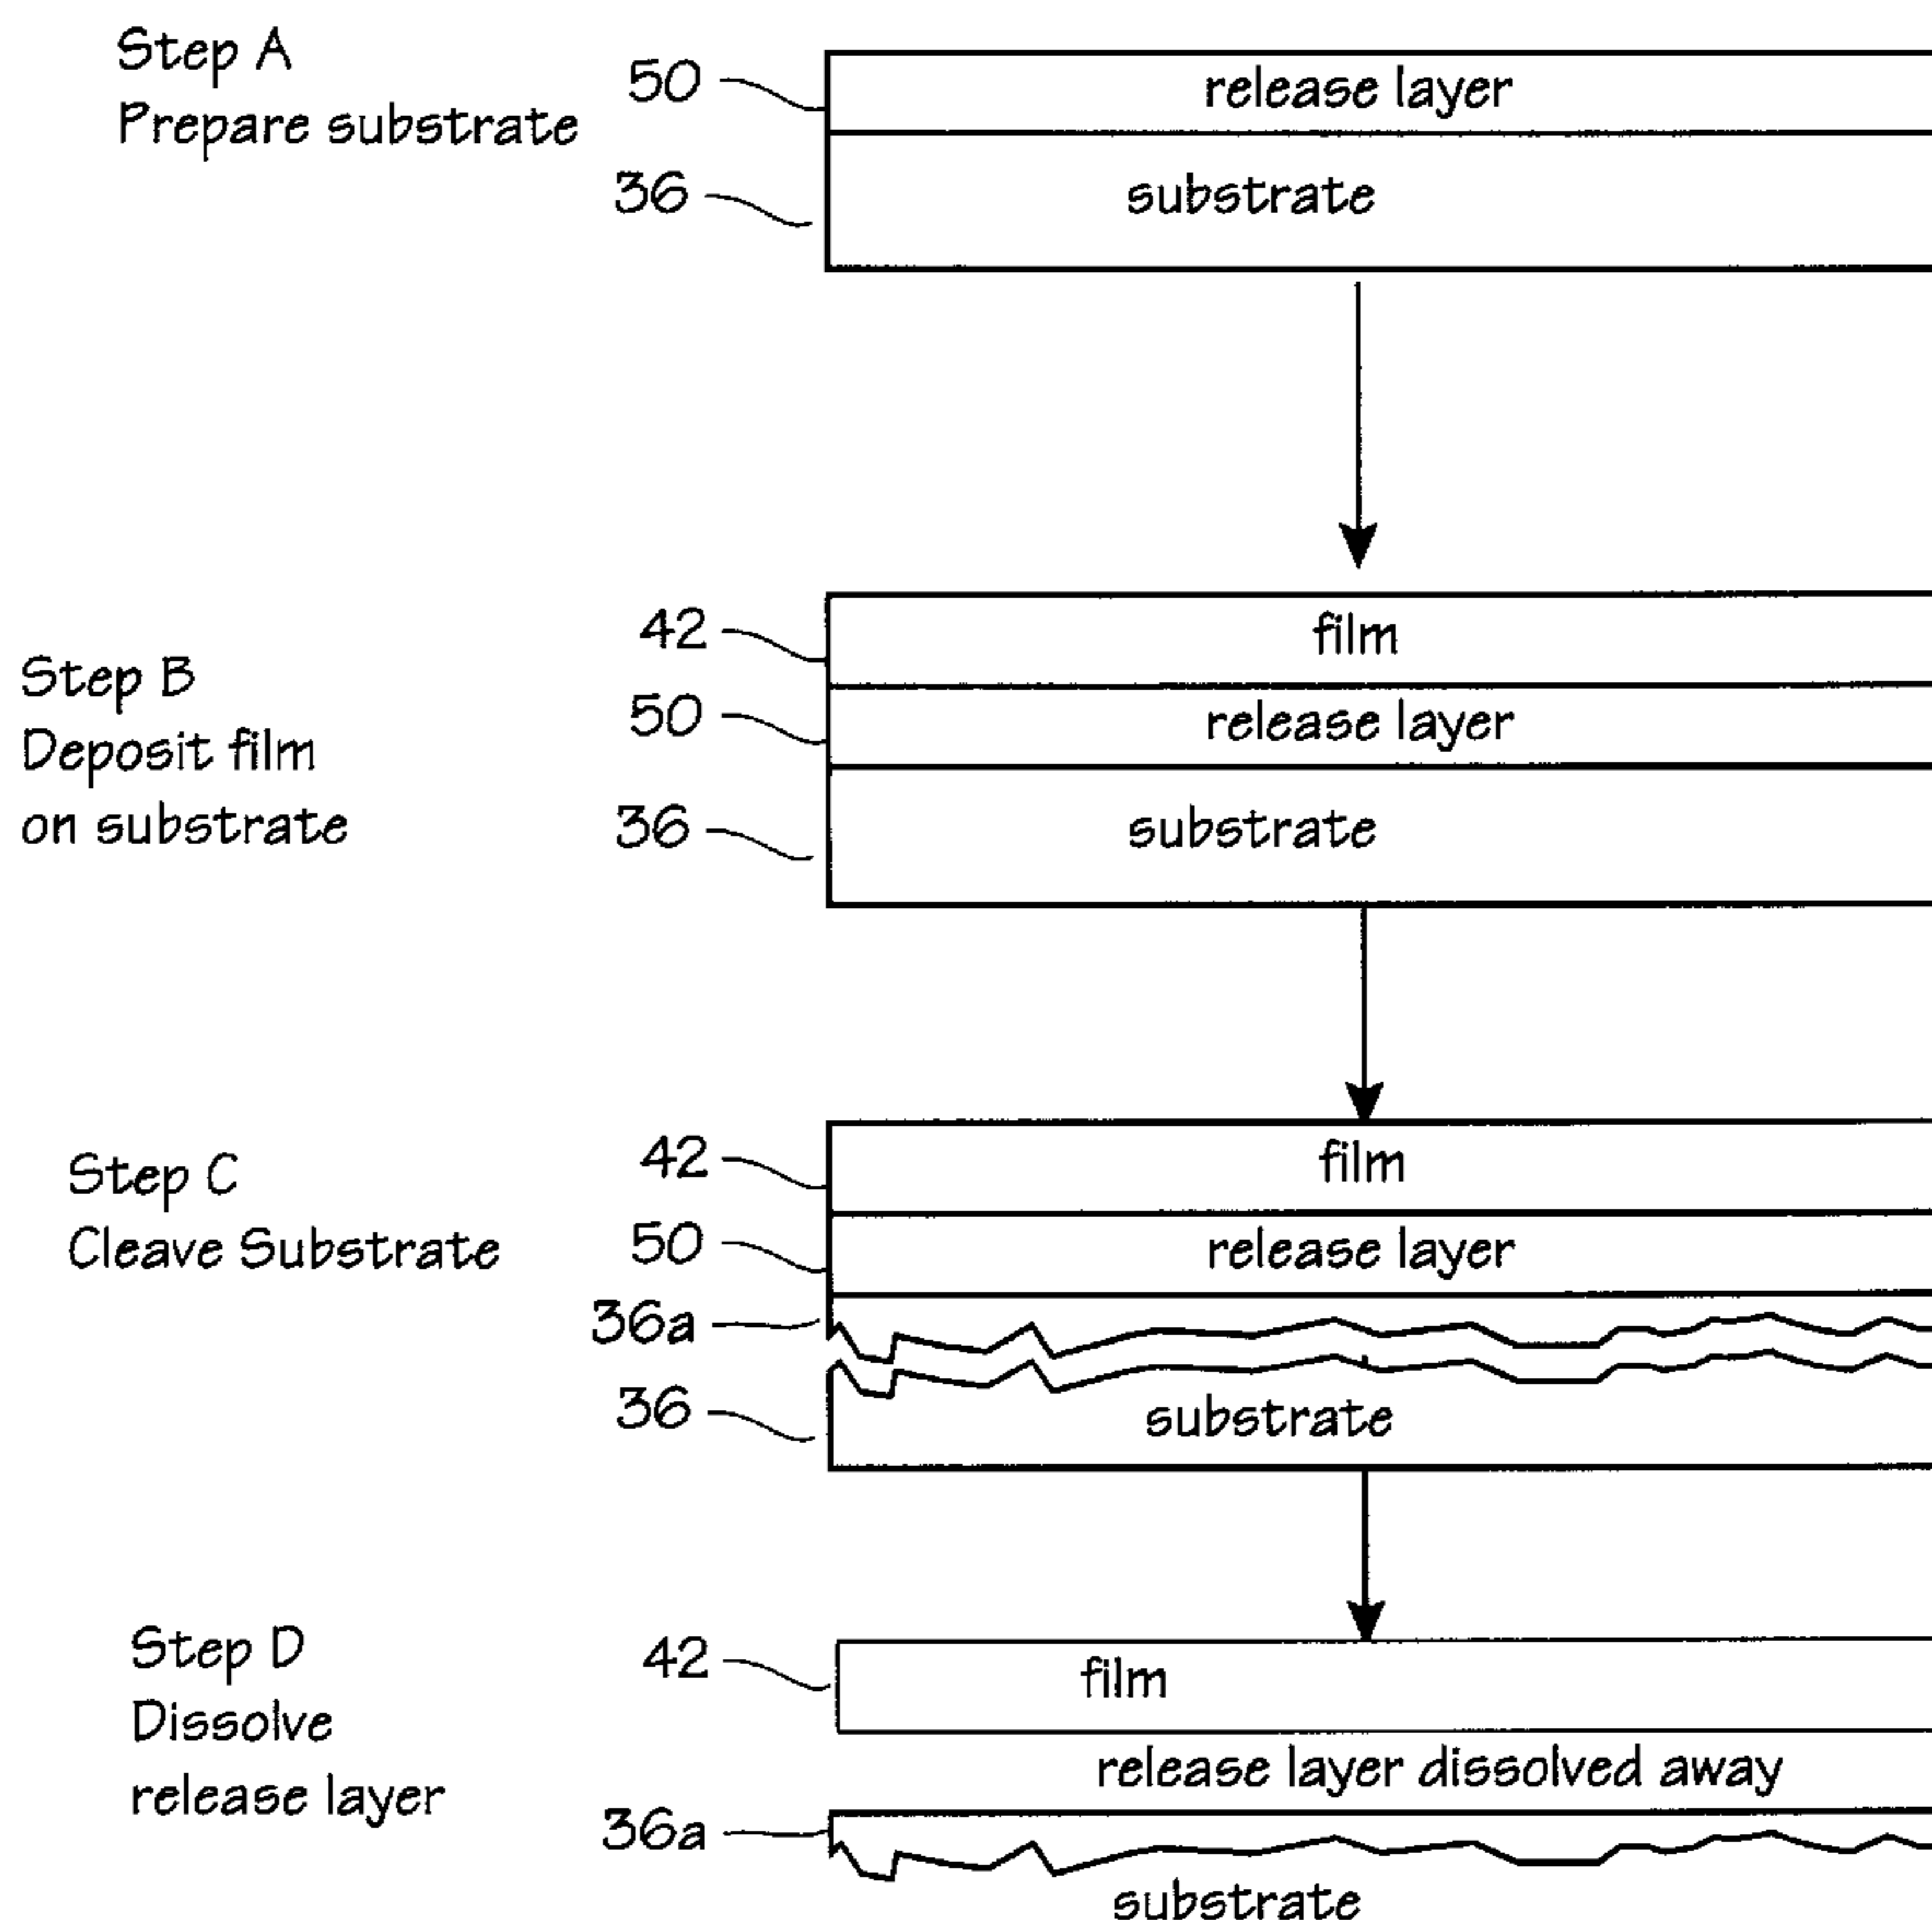 Step A
Prepare substrate
50
release layer
36
substrate
42
film
Step B
Deposit film
on substrate
50
release layer
36
substrate
Step C
Cleave Substrate
42
film
50
release layer
36a
36
substrate
Step D
Dissolve
release layer
42
film
release layer dissolved away
36a
substrate